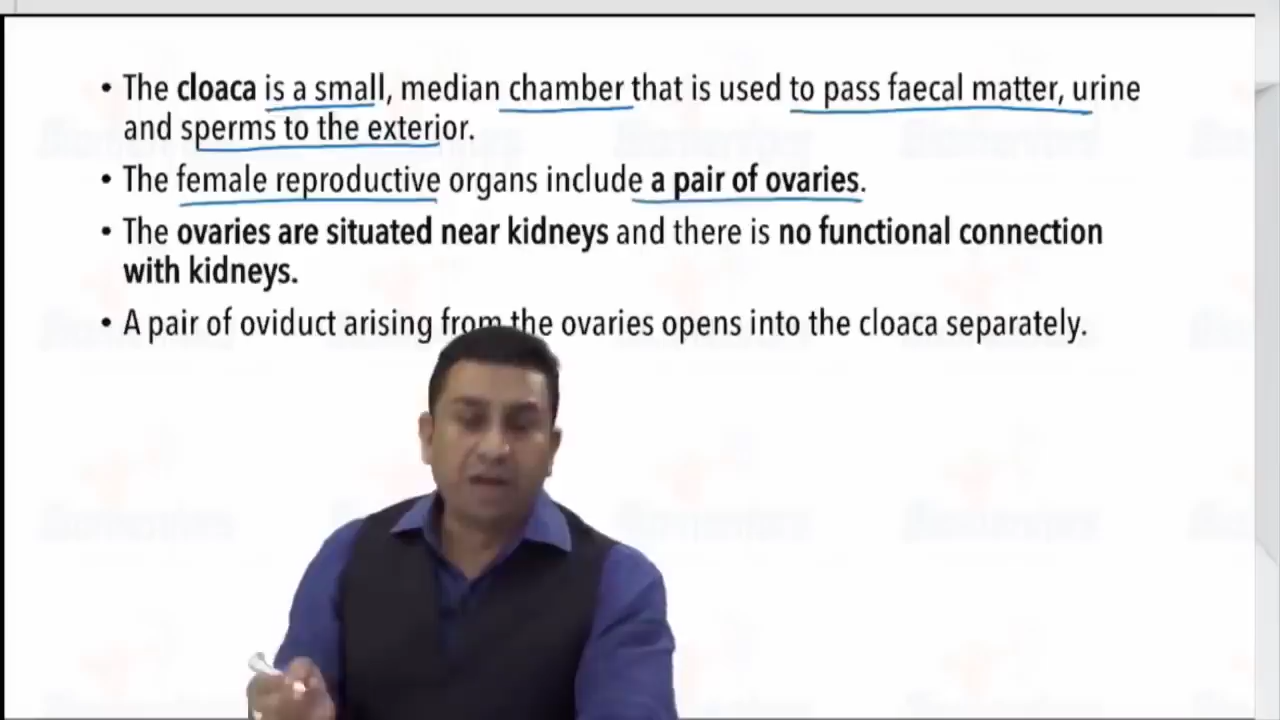 • The cloaca is a small, median chamber that is used to pass faecal matter, urine
and sperms to the exterior.
• The female reproductive organs include a pair of ovaries.
• The ovaries are situated near kidneys and there is no functional connection
with kidneys.
• A pair of oviduct arising from the ovaries opens into the cloaca separately.